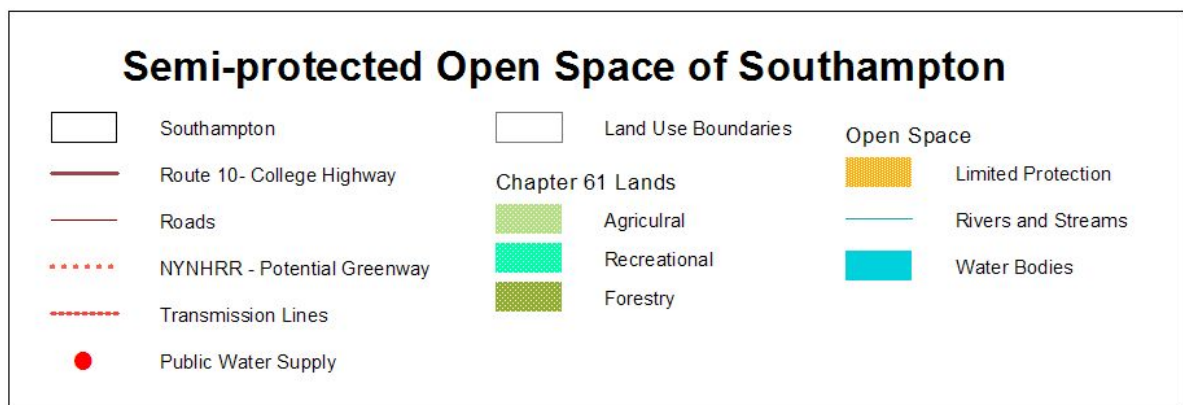 Semi-protected Open Space of Southampton
Southampton
Route 10- College Highway
Roads
NYNHRR - Potential Greenway
Transmission Lines
Public Water Supply
Land Use Boundaries
Chapter 61 Lands
Agriculral
Recreational
Forestry
Open Space
Limited Protection
Rivers and Streams
Water Bodies